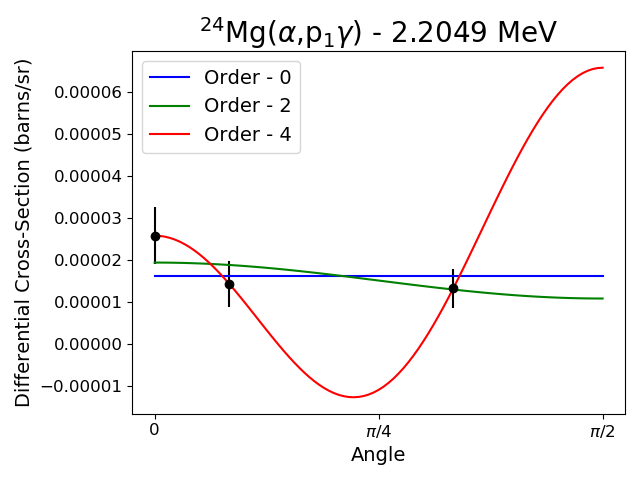 ²⁴Mg(α,p₁γ) - 2.2049 MeV
Order - 0
Order - 2
Order - 4
Differential Cross-Section (barns/sr)
0.00006
0.00005
0.00004
0.00003
0.00002
0.00001
0.00000
−0.00001
0
π/4
π/2
Angle